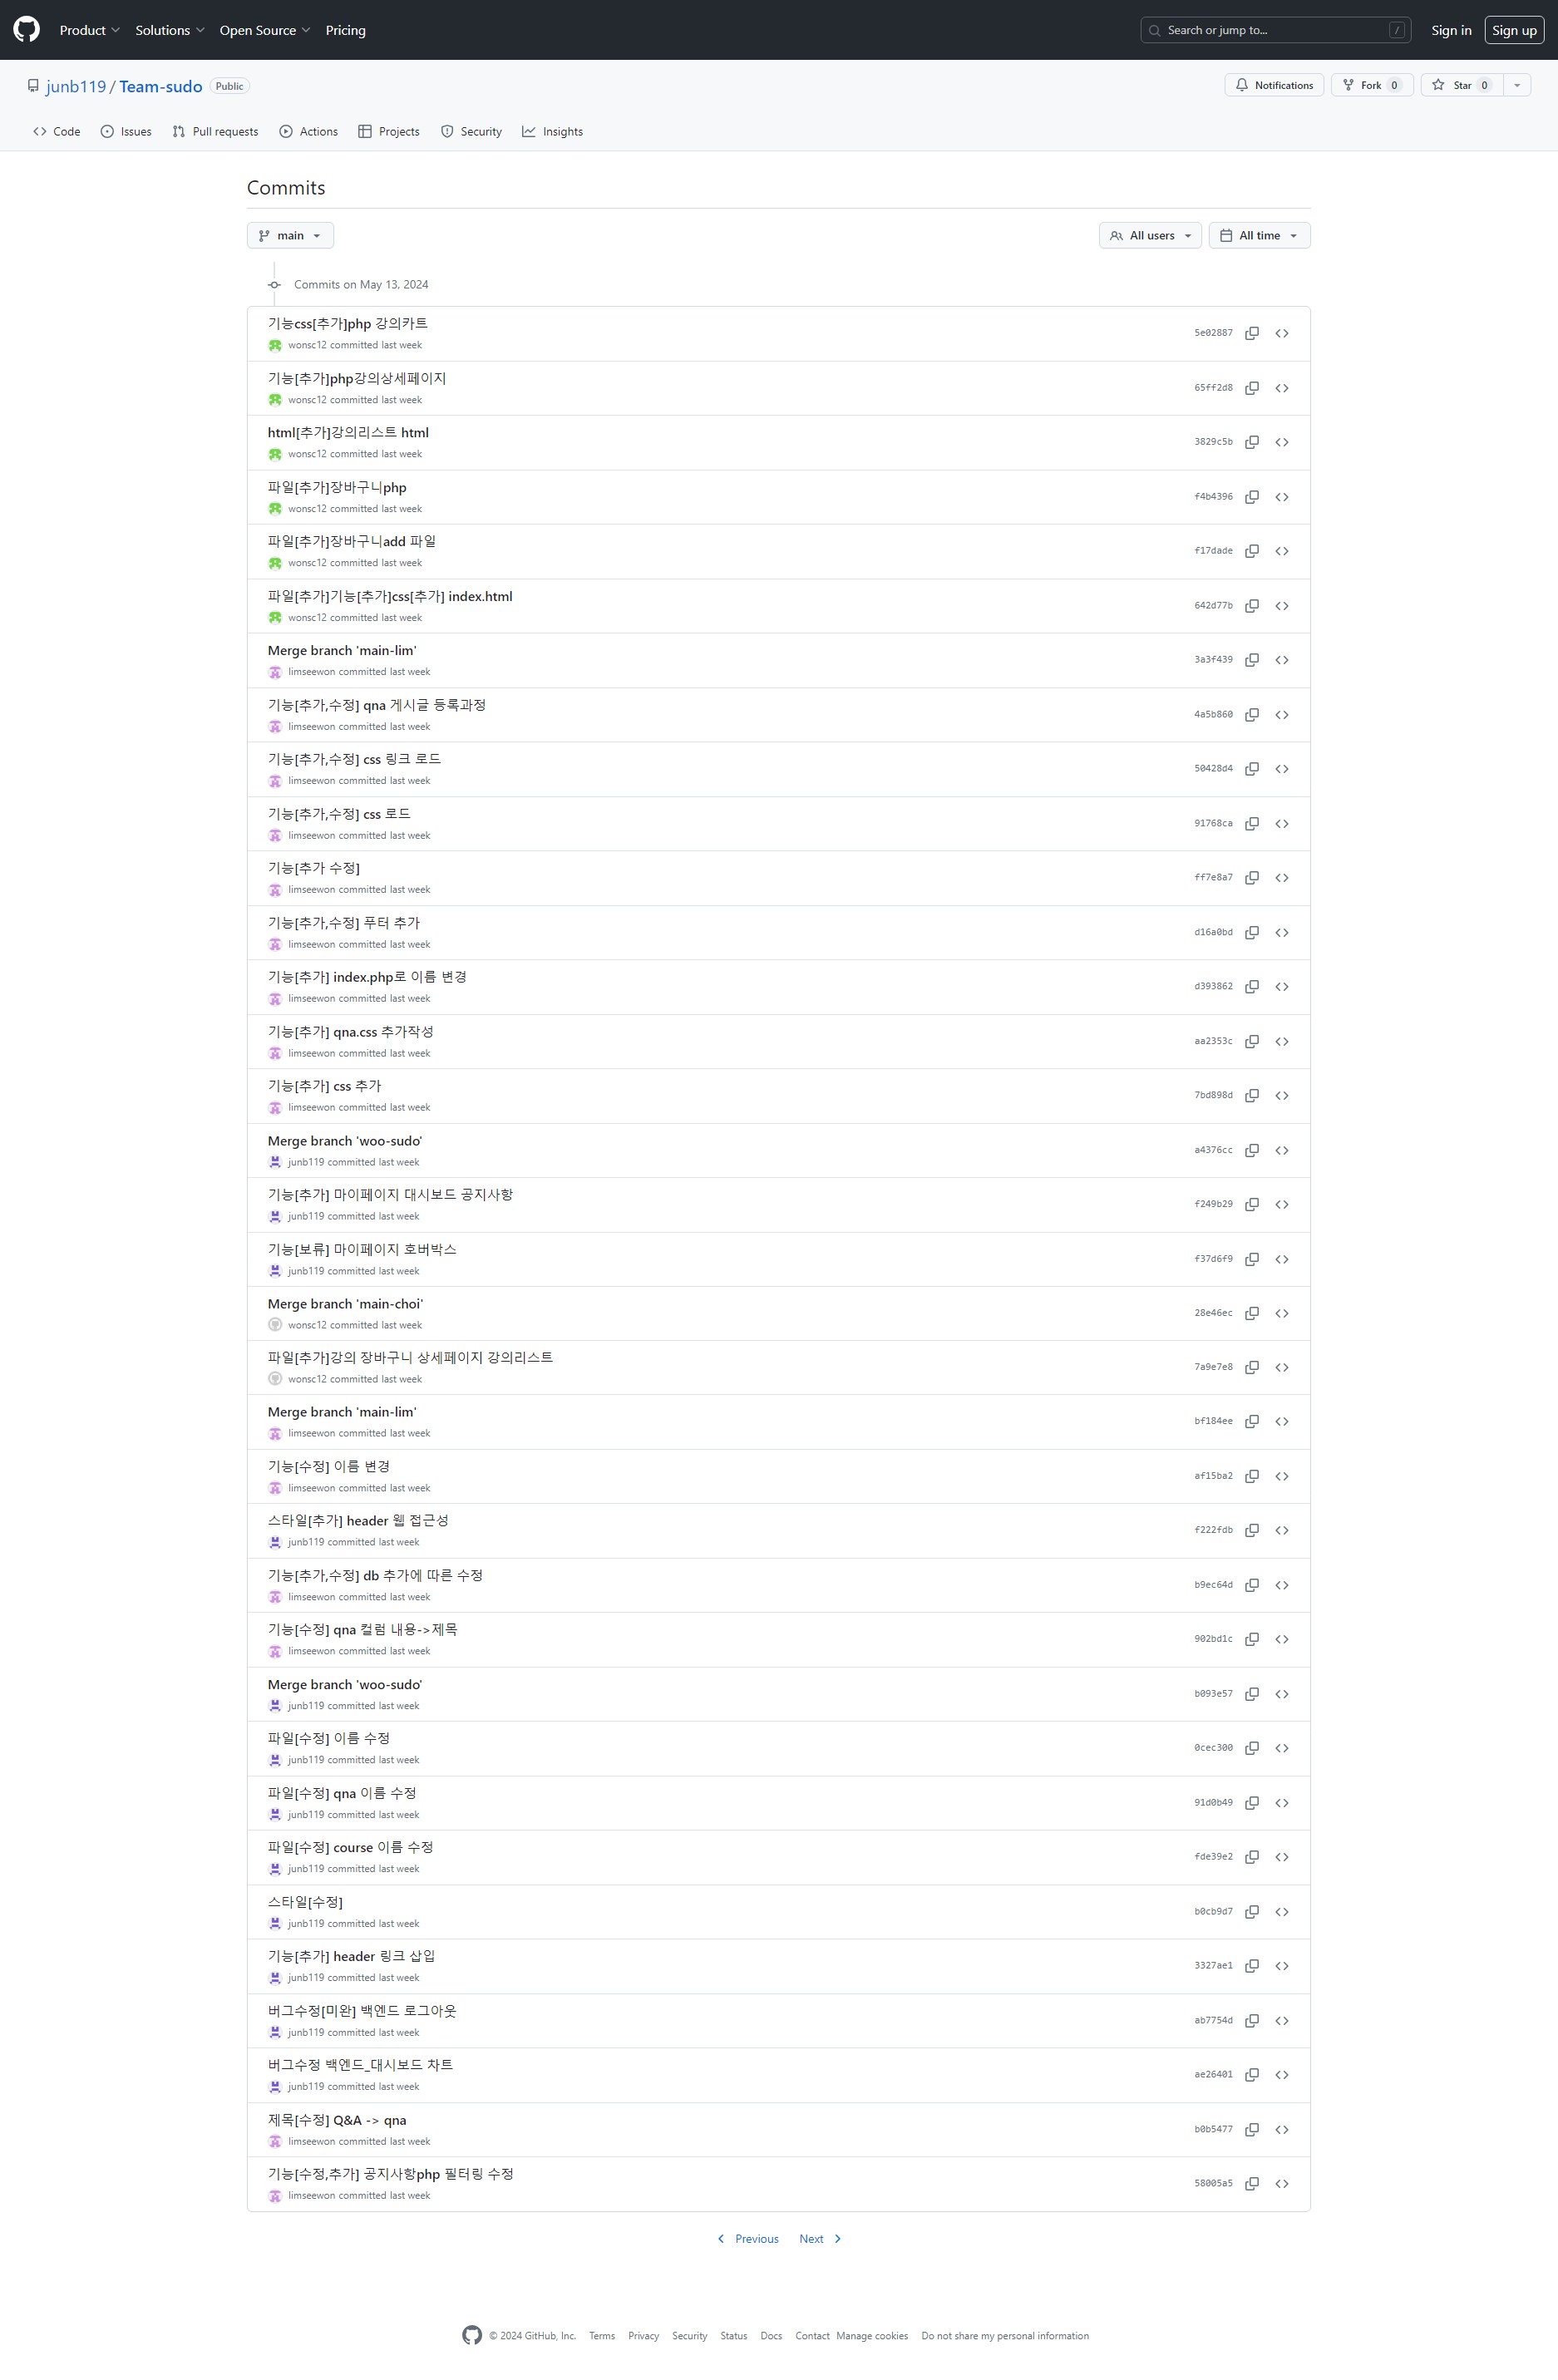 Product
Solutions
Open Source
Pricing
Search or jump to...
/
Sign in
Sign up
junb119 / Team-sudo
Public
Notifications
Fork 0
Star 0
Code
Issues
Pull requests
Actions
Projects
Security
Insights
Commits
main
All users
All time
Commits on May 13, 2024
기능css[추가]php 강의카트
wonsc12 committed last week
5e02887
기능[추가]php강의상세페이지
wonsc12 committed last week
65ff2d8
html[추가]강의리스트 html
wonsc12 committed last week
3829c5b
파일[추가]장바구니php
wonsc12 committed last week
f4b4396
파일[추가]장바구니add 파일
wonsc12 committed last week
f17dade
파일[추가]기능[추가]css[추가] index.html
wonsc12 committed last week
642d77b
Merge branch 'main-lim'
limseewon committed last week
3a3f439
기능[추가,수정] qna 게시글 등록과정
limseewon committed last week
4a5b860
기능[추가,수정] css 링크 로드
limseewon committed last week
50428d4
기능[추가,수정] css 로드
limseewon committed last week
91768ca
기능[추가 수정]
limseewon committed last week
ff7e8a7
기능[추가,수정] 푸터 추가
limseewon committed last week
d16a0bd
기능[추가] index.php로 이름 변경
limseewon committed last week
d393862
기능[추가] qna.css 추가작성
limseewon committed last week
aa2353c
기능[추가] css 추가
limseewon committed last week
7bd898d
Merge branch 'woo-sudo'
junb119 committed last week
a4376cc
기능[추가] 마이페이지 대시보드 공지사항
junb119 committed last week
f249b29
기능[보류] 마이페이지 호버박스
junb119 committed last week
f37d6f9
Merge branch 'main-choi'
wonsc12 committed last week
28e46ec
파일[추가]강의 장바구니 상세페이지 강의리스트
wonsc12 committed last week
7a9e7e8
Merge branch 'main-lim'
limseewon committed last week
bf184ee
기능[수정] 이름 변경
limseewon committed last week
af15ba2
스타일[추가] header 웹 접근성
junb119 committed last week
f222fdb
기능[추가,수정] db 추가에 따른 수정
limseewon committed last week
b9ec64d
기능[수정] qna 컬럼 내용->제목
limseewon committed last week
902bd1c
Merge branch 'woo-sudo'
junb119 committed last week
b093e57
파일[수정] 이름 수정
junb119 committed last week
0cec300
파일[수정] qna 이름 수정
junb119 committed last week
91d0b49
파일[수정] course 이름 수정
junb119 committed last week
fde39e2
스타일[수정]
junb119 committed last week
b0cb9d7
기능[추가] header 링크 삽입
junb119 committed last week
3327ae1
버그수정[미완] 백엔드 로그아웃
junb119 committed last week
ab7754d
버그수정 백엔드_대시보드 차트
junb119 committed last week
ae26401
제목[수정] Q&A -> qna
limseewon committed last week
b0b5477
기능[수정,추가] 공지사항php 필터링 수정
limseewon committed last week
58005a5
Previous
Next
© 2024 GitHub, Inc.
Terms
Privacy
Security
Status
Docs
Contact
Manage cookies
Do not share my personal information